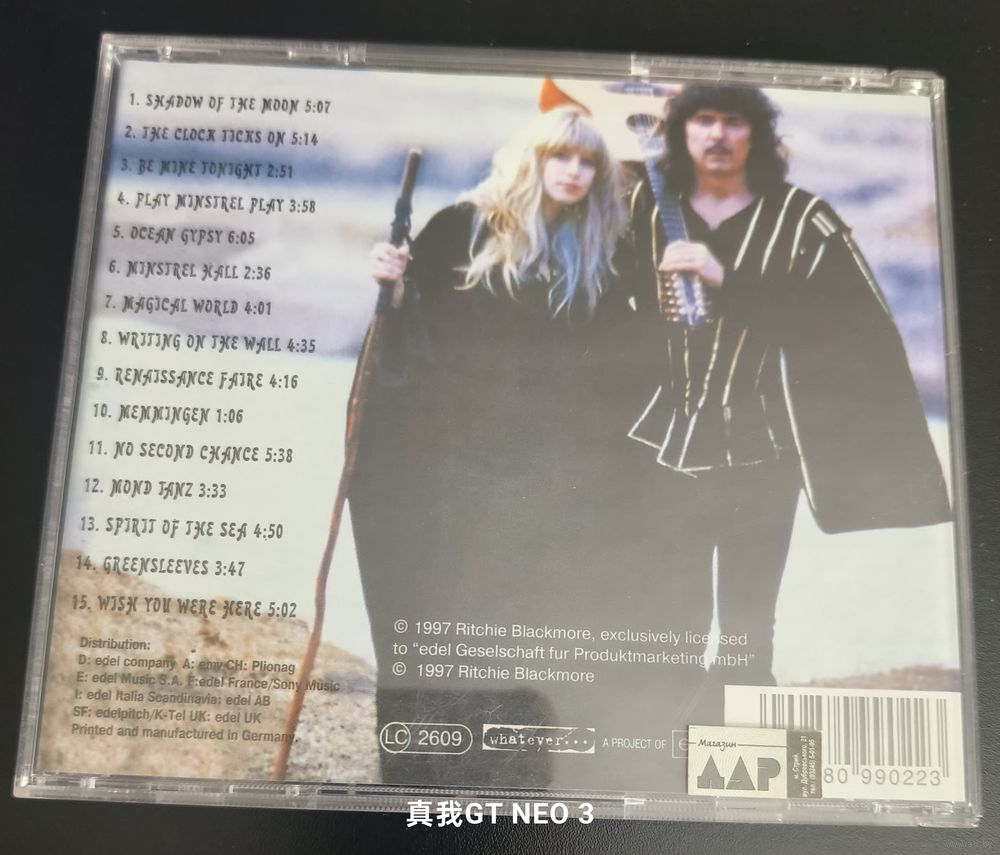 1. SHADOW OF THE MOON 5:07
2. THE CLOCK TICKS ON 5:14
3. BE MINE TONIGHT 2:51
4. PLAY MINSTREL PLAY 3:58
5. OCEAN GYPSY 6:05
6. MINSTREL HALL 2:36
7. MAGICAL WORLD 4:01
8. WRITING ON THE WALL 4:35
9. RENAISSANCE FAIRE 4:16
10. MEMMINGEN 1:06
11. NO SECOND CHANCE 5:38
12. MOND TANZ 3:33
13. SPIRIT OF THE SEA 4:50
14. GREENSLEEVES 3:47
15. WISH YOU WERE HERE 5:02
Distribution:
D: edel company A: emv CH: Plionag
E: edel Music S.A. F:edel France/Sony Music
I: edel Italia Scandinavia: edel AB
SF: edelpitch/K-Tel UK: edel UK
Printed and manufactured in Germany.
© 1997 Ritchie Blackmore, exclusively licensed
to "edel Geselschaft fur Produktmarketing mbH"
© 1997 Ritchie Blackmore
LC 2609
whatever...
A PROJECT OF
Магазин
ДАР
м. Стрий
80 990223
真我GT NEO 3